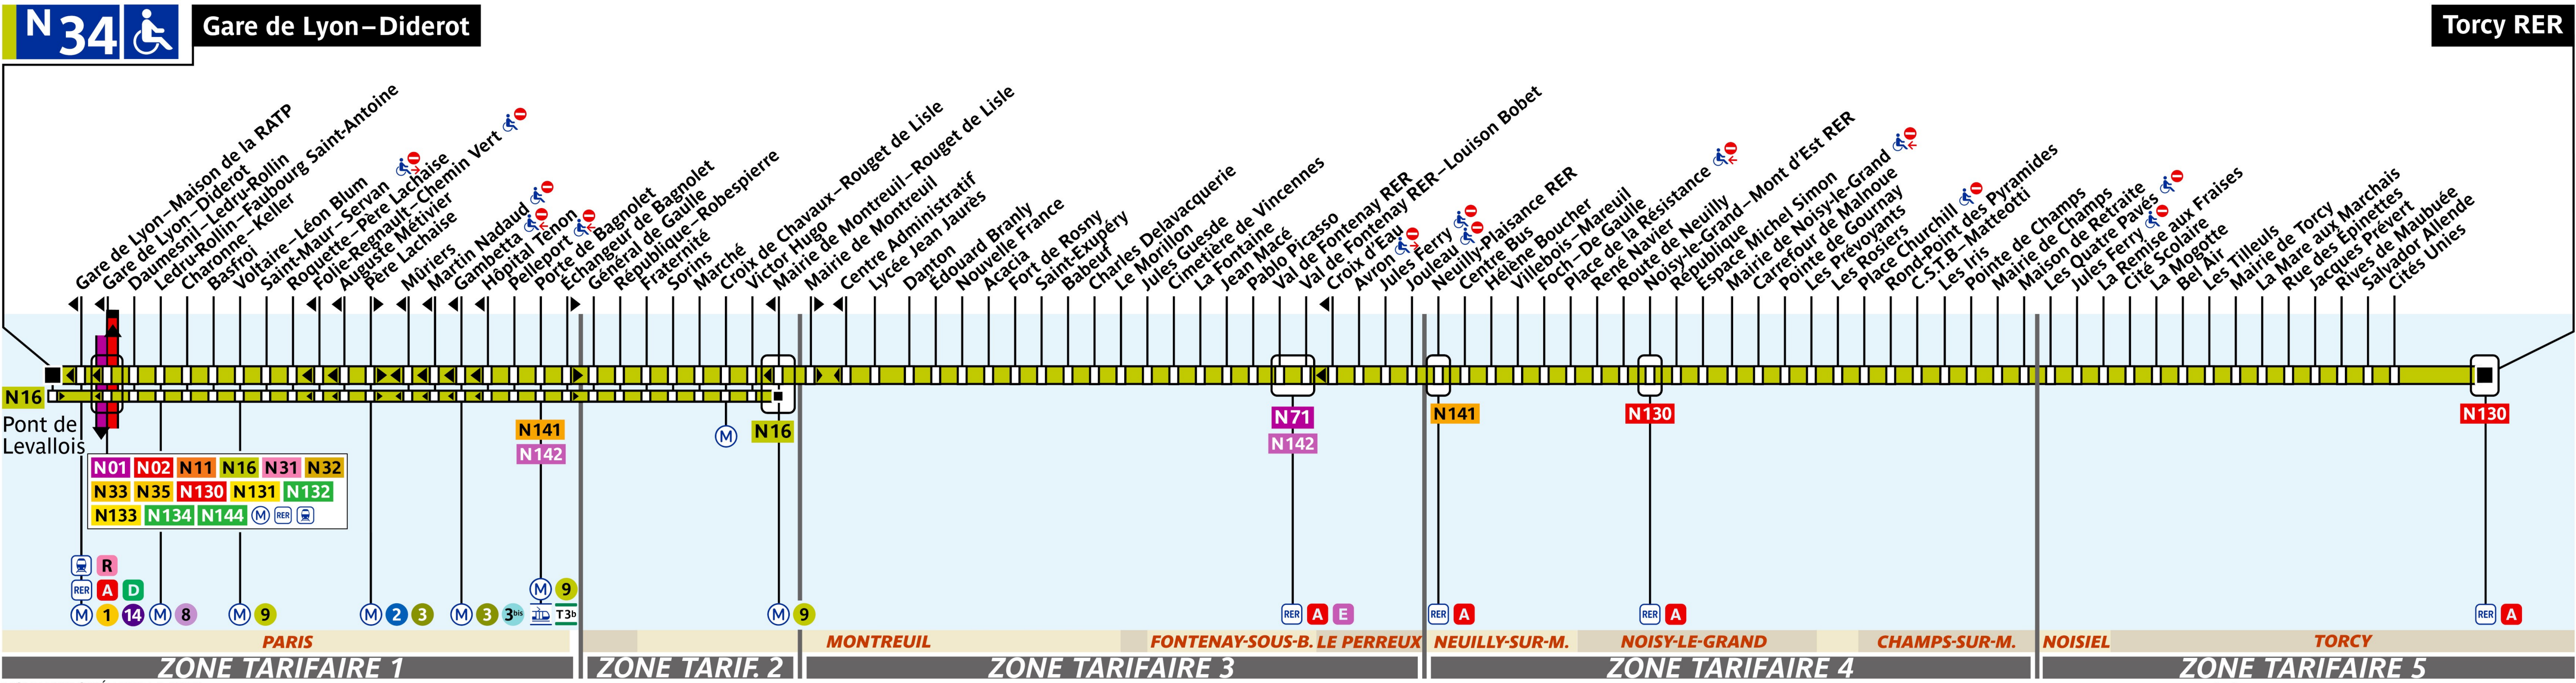 N 34
Gare de Lyon–Diderot
Torcy RER
Gare de Lyon–Maison de la RATP
Gare de Lyon–Diderot
Daumesnil–Ledru-Rollin
Ledru-Rollin–Faubourg Saint-Antoine
Charonne–Keller
Basfroi
Voltaire–Léon Blum
Saint-Maur–Servan
Roquette–Père Lachaise
Folie-Regnault–Chemin Vert
Auguste Métivier
Père Lachaise
Mûriers
Martin Nadaud
Gambetta
Hôpital Tenon
Pelleport
Porte de Bagnolet
Échangeur de Bagnolet
Général de Gaulle
République–Robespierre
Fraternité
Sorins
Marché
Croix de Chavaux–Rouget de Lisle
Victor Hugo
Mairie de Montreuil–Rouget de Lisle
Mairie de Montreuil
Centre Administratif
Lycée Jean Jaurès
Danton
Édouard Branly
Nouvelle France
Acacia
Fort de Rosny
Saint-Exupéry
Babeuf
Charles Delavacquerie
Le Morillon
Jules Guesde
Cimetière de Vincennes
La Fontaine
Jean Macé
Pablo Picasso
Val de Fontenay RER
Val de Fontenay RER–Louison Bobet
Croix d'Eau
Avron
Jules Ferry
Jouleau
Neuilly-Plaisance RER
Centre Bus
Hélène Boucher
Villebois–Mareuil
Foch–De Gaulle
Place de la Résistance
René Navier
Route de Neuilly
Noisy-le-Grand–Mont d'Est RER
République
Espace Michel Simon
Mairie de Noisy-le-Grand
Carrefour de Malnoue
Pointe de Gournay
Les Prévoyants
Les Rosiers
Place Churchill
Rond-Point des Pyramides
C.S.T.B–Matteotti
Les Iris
Pointe de Champs
Mairie de Champs
Maison de Retraite
Les Quatre Pavés
Jules Ferry
La Remise aux Fraises
Cité Scolaire
La Mogotte
Bel Air
Les Tilleuls
Mairie de Torcy
La Mare aux Marchais
Rue des Epinettes
Jacques Prévert
Rives de Maubuée
Salvador Allende
Cités Unies
N16
Pont de
Levallois
N141
N142
M
N16
N71
N142
N141
N130
N130
N01 N02 N11 N16 N31 N32
N33 N35 N130 N131 N132
N133 N134 N144 M RER
R
RER A D
M 1 14
M 8
M 9
M 2 3
M 3 3bis
M 9
T3b
M 9
RER A E
RER A
RER A
RER A
PARIS
MONTREUIL
FONTENAY-SOUS-B.
LE PERREUX
NEUILLY-SUR-M.
NOISY-LE-GRAND
CHAMPS-SUR-M.
NOISIEL
TORCY
ZONE TARIFAIRE 1
ZONE TARIF. 2
ZONE TARIFAIRE 3
ZONE TARIFAIRE 4
ZONE TARIFAIRE 5